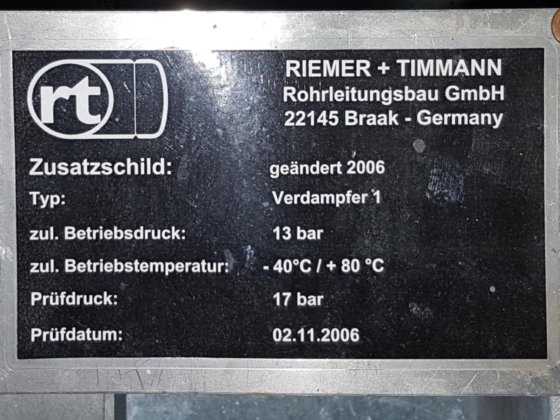 rt
RIEMER + TIMMANN
Rohrleitungsbau GmbH
22145 Braak - Germany
Zusatzschild: geändert 2006
Typ: Verdampfer 1
zul. Betriebsdruck: 13 bar
zul. Betriebstemperatur: - 40°C / + 80 °C
Prüfdruck: 17 bar
Prüfdatum: 02.11.2006